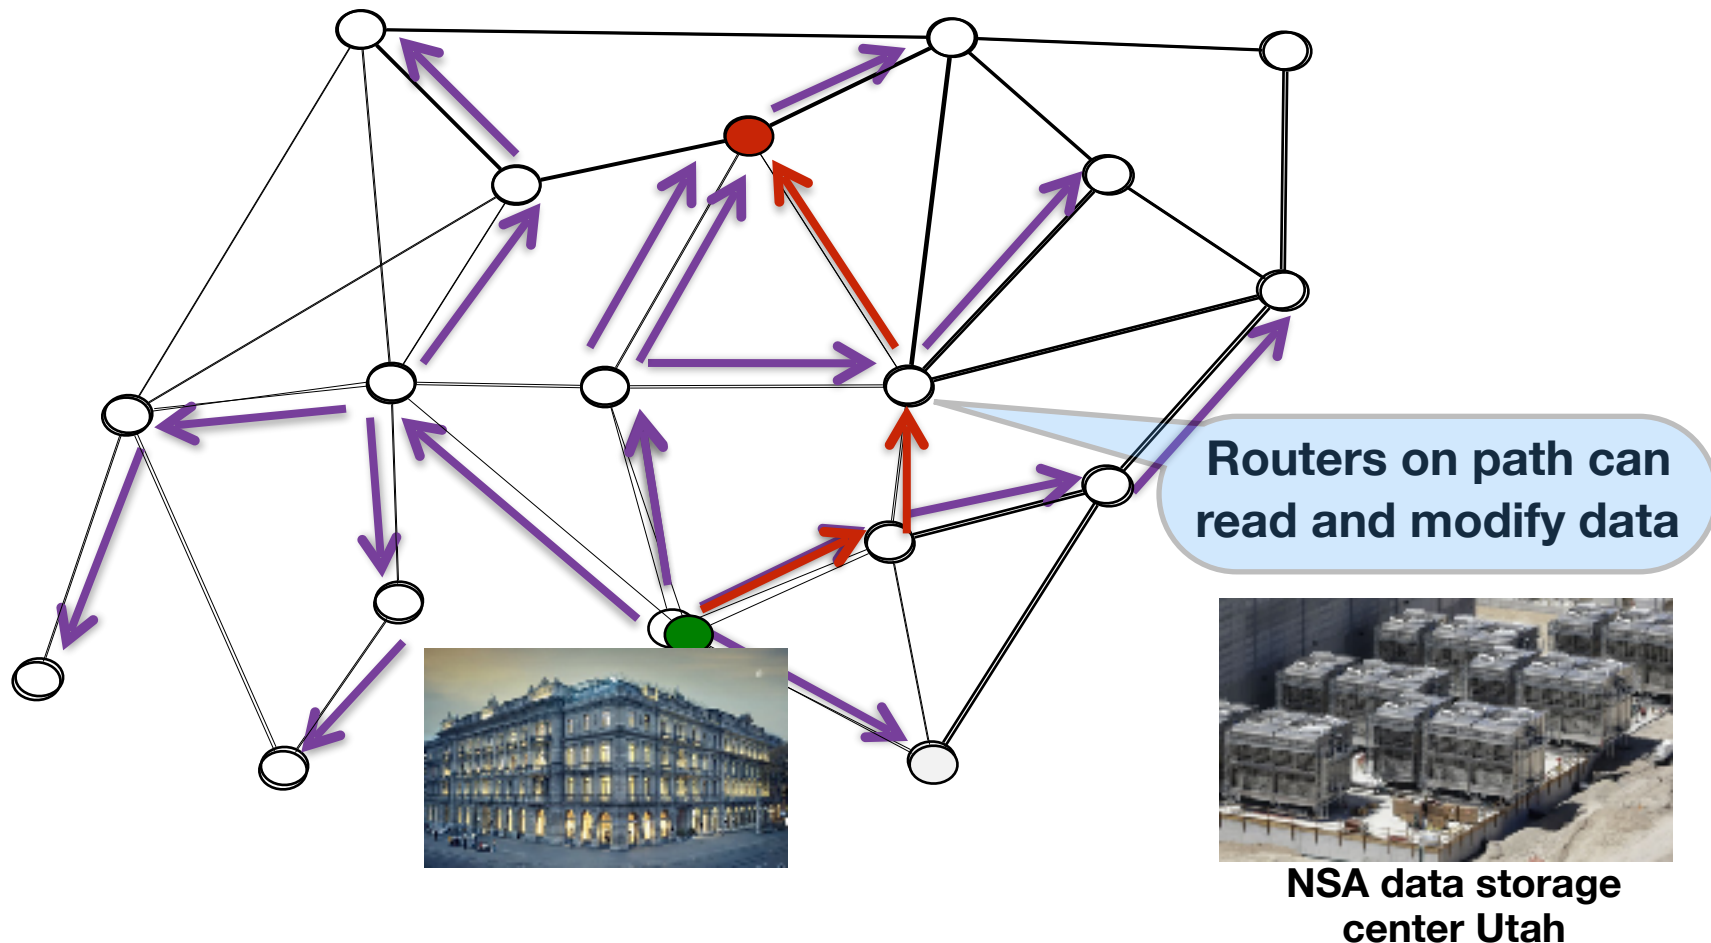 Routers on path can
read and modify data
NSA data storage
center Utah